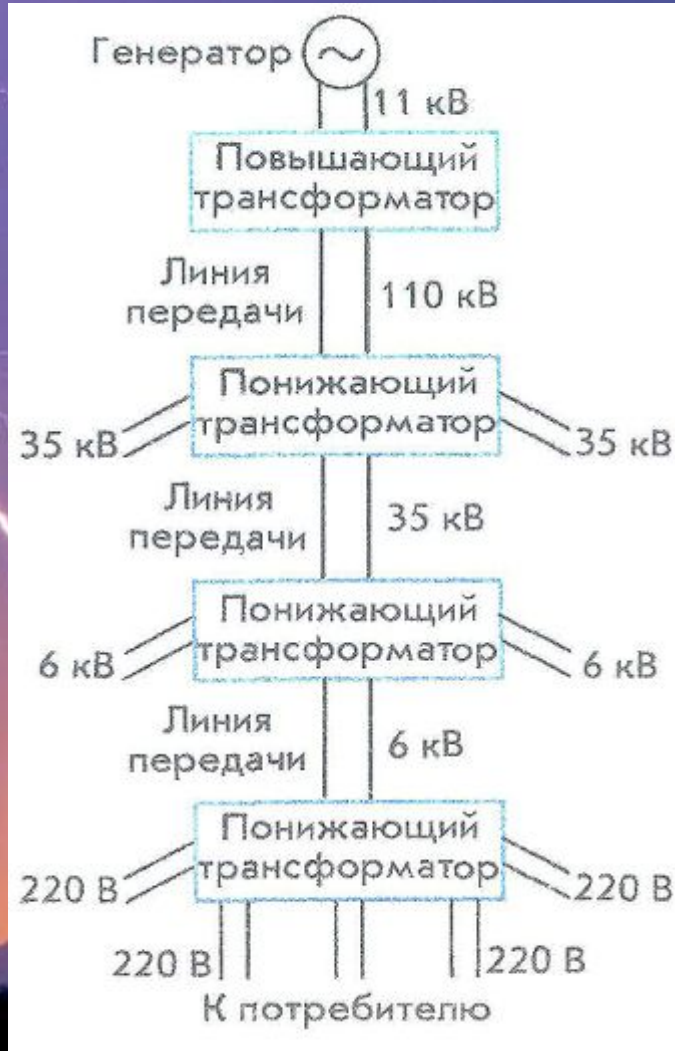 Генератор
11 кВ
Повышающий
трансформатор
Линия
передачи
110 кВ
Понижающий
трансформатор
35 кВ
35 кВ
Линия
передачи
35 кВ
Понижающий
трансформатор
6 кВ
6 кВ
Линия
передачи
6 кВ
Понижающий
трансформатор
220 В
220 В
220 В
220 В
К потребителю